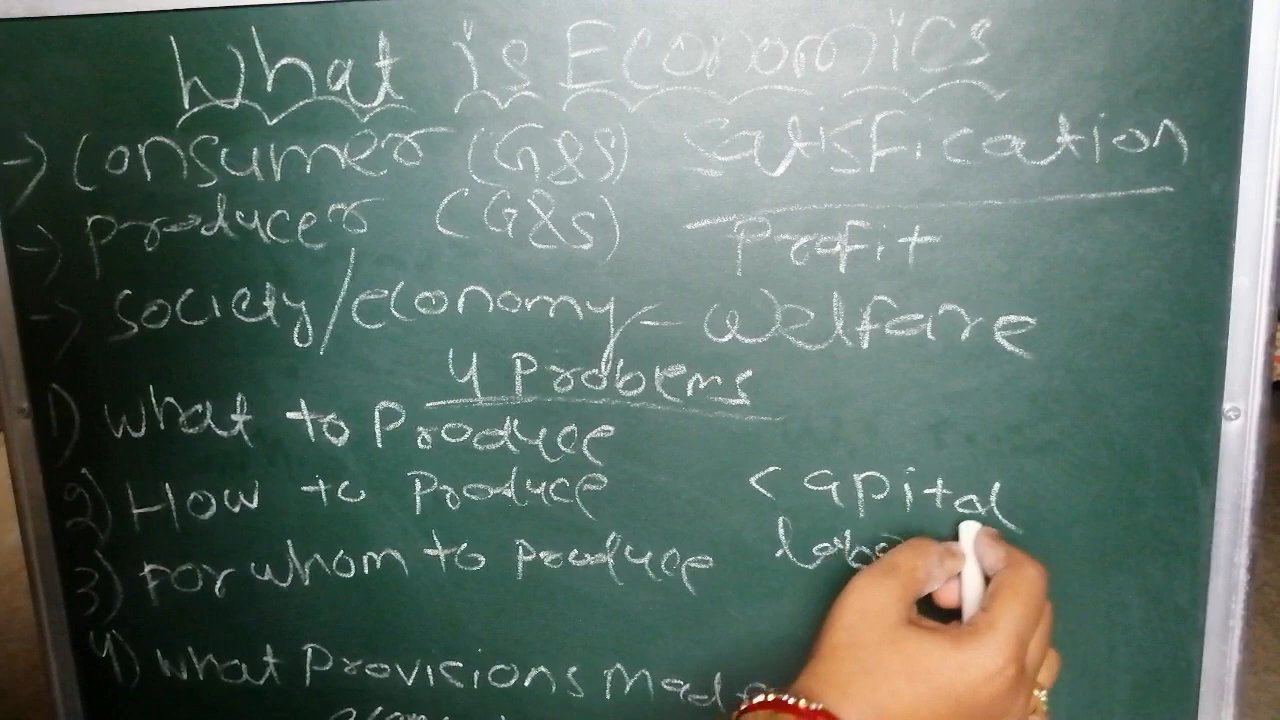 What is Economics
-> Consumer (G&S) satisfication
-> producer (G&S) Profit
-> society/economy - welfare
4 Problems
1) what to Produce
2) How to Produce capital
3) For whom to Produce
4) what Provisions Made